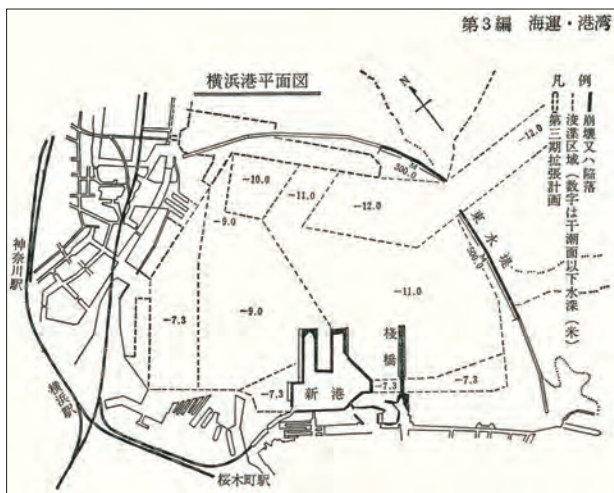 第3編 海運・港湾
横浜港平面図
凡例
崩壊又ハ陥落
浚渫区域(数字は干潮面以下水深(米))
第三期拡張計画
N
-12.0
M
500.0
-10.0
-11.0
-12.0
-9.0
東水堤
M
500.0
神奈川駅
-7.3
-9.0
-11.0
桟橋
-7.3
新港
-7.3
-7.3
横浜駅
桜木町駅